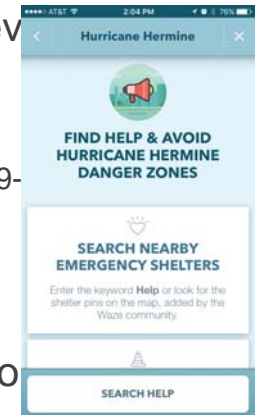 AT&T 2:04 PM 76%
Hurricane Hermine
FIND HELP & AVOID
HURRICANE HERMINE
DANGER ZONES
9-
SEARCH NEARBY
EMERGENCY SHELTERS
Enter the keyword Help or look for the
shelter pins on the map, added by the
Waze community.
SEARCH HELP